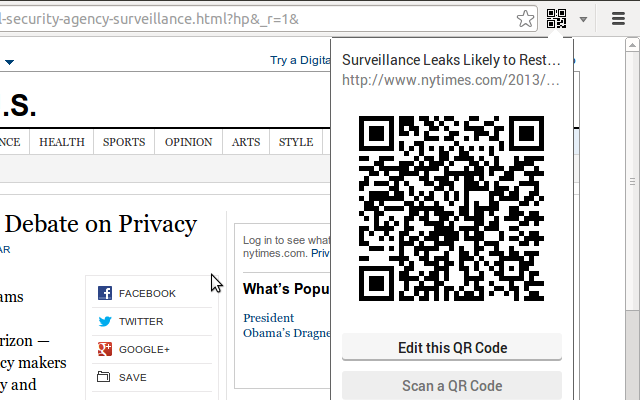 l-security-agency-surveillance.html?hp&_r=1&
Surveillance Leaks Likely to Rest…
http://www.nytimes.com/2013/…
Try a Digita
.S.
NCE HEALTH SPORTS OPINION ARTS STYLE
Debate on Privacy
AR
Log in to see what
nytimes.com. Priv
ams
FACEBOOK
What's Popu
TWITTER
President
Obama's Dragne
rizon —
GOOGLE+
cy makers
SAVE
y and
Edit this QR Code
Scan a QR Code